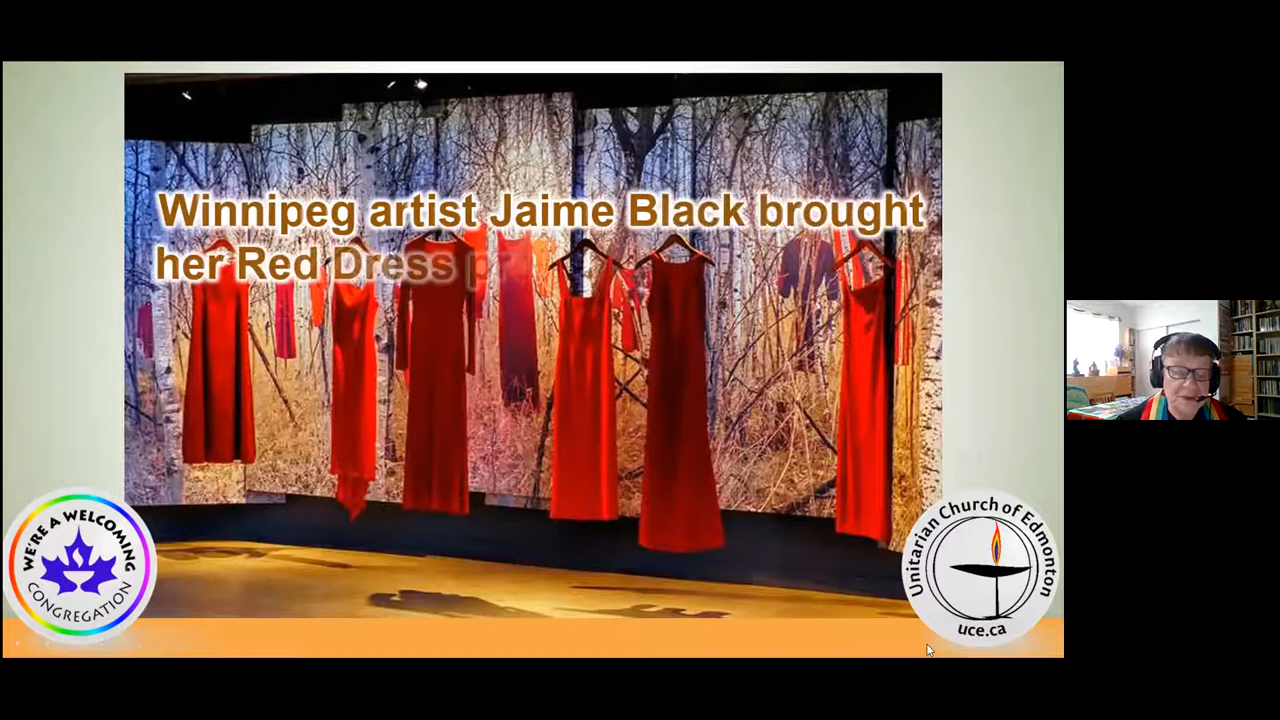 Winnipeg artist Jaime Black brought
her Red Dress
WE'RE A WELCOMING
CONGREGATION
Unitarian Church of Edmonton
uce.ca